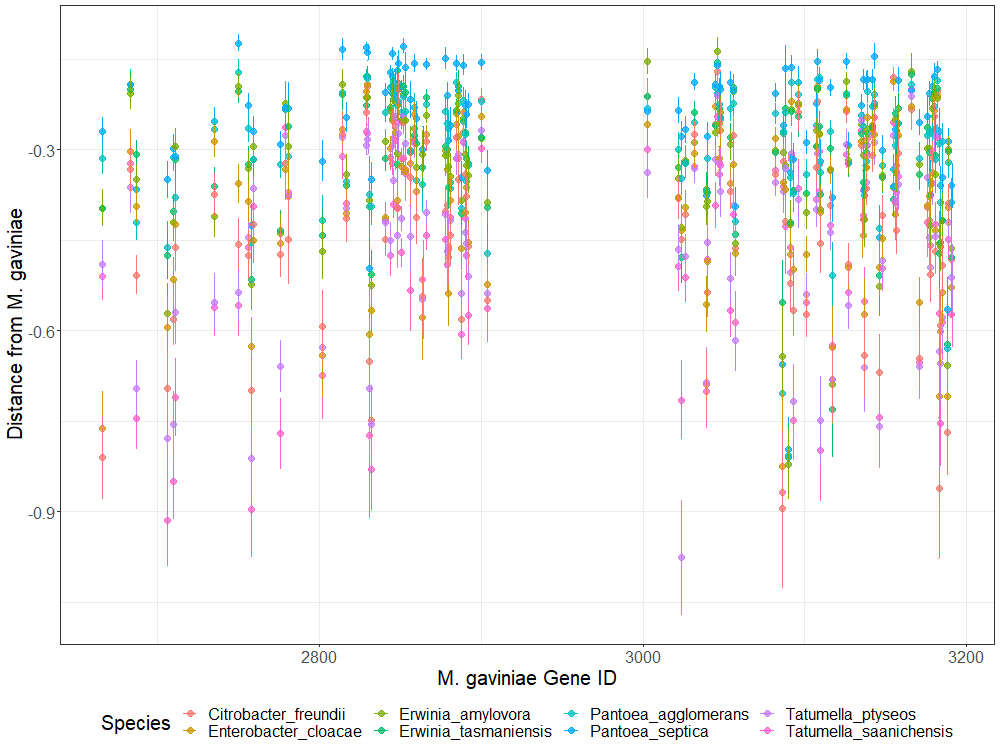 -0.3
-0.6
-0.9
Distance from M. gaviniae
2800
3000
3200
M. gaviniae Gene ID
Species
Citrobacter_freundii
Erwinia_amylovora
Pantoea_agglomerans
Tatumella_ptyseos
Enterobacter_cloacae
Erwinia_tasmaniensis
Pantoea_septica
Tatumella_saanichensis